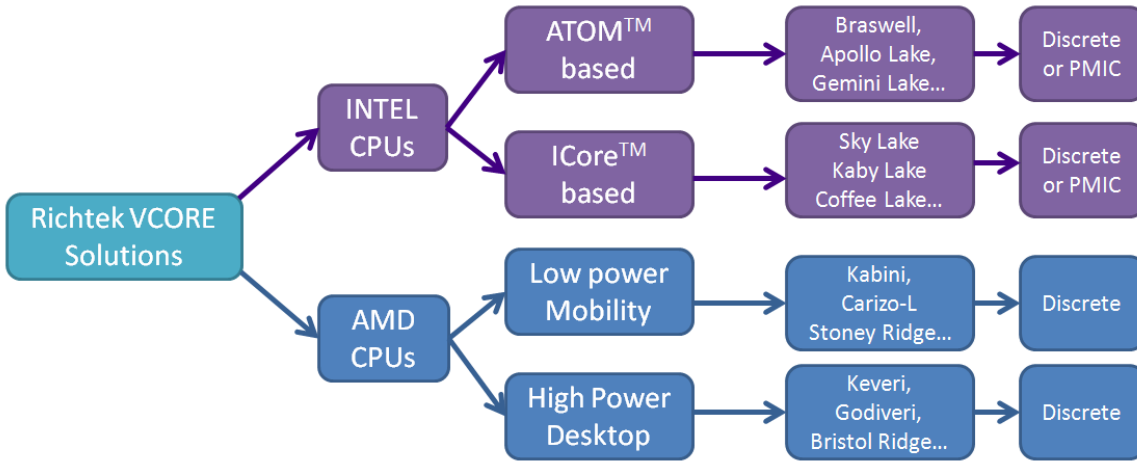 Richtek VCORE
Solutions
INTEL
CPUs
ATOM™
based
Braswell,
Apollo Lake,
Gemini Lake...
Discrete
or PMIC
ICore™
based
Sky Lake
Kaby Lake
Coffee Lake...
Discrete
or PMIC
AMD
CPUs
Low power
Mobility
Kabini,
Carizo-L
Stoney Ridge...
Discrete
High Power
Desktop
Keveri,
Godiveri,
Bristol Ridge...
Discrete